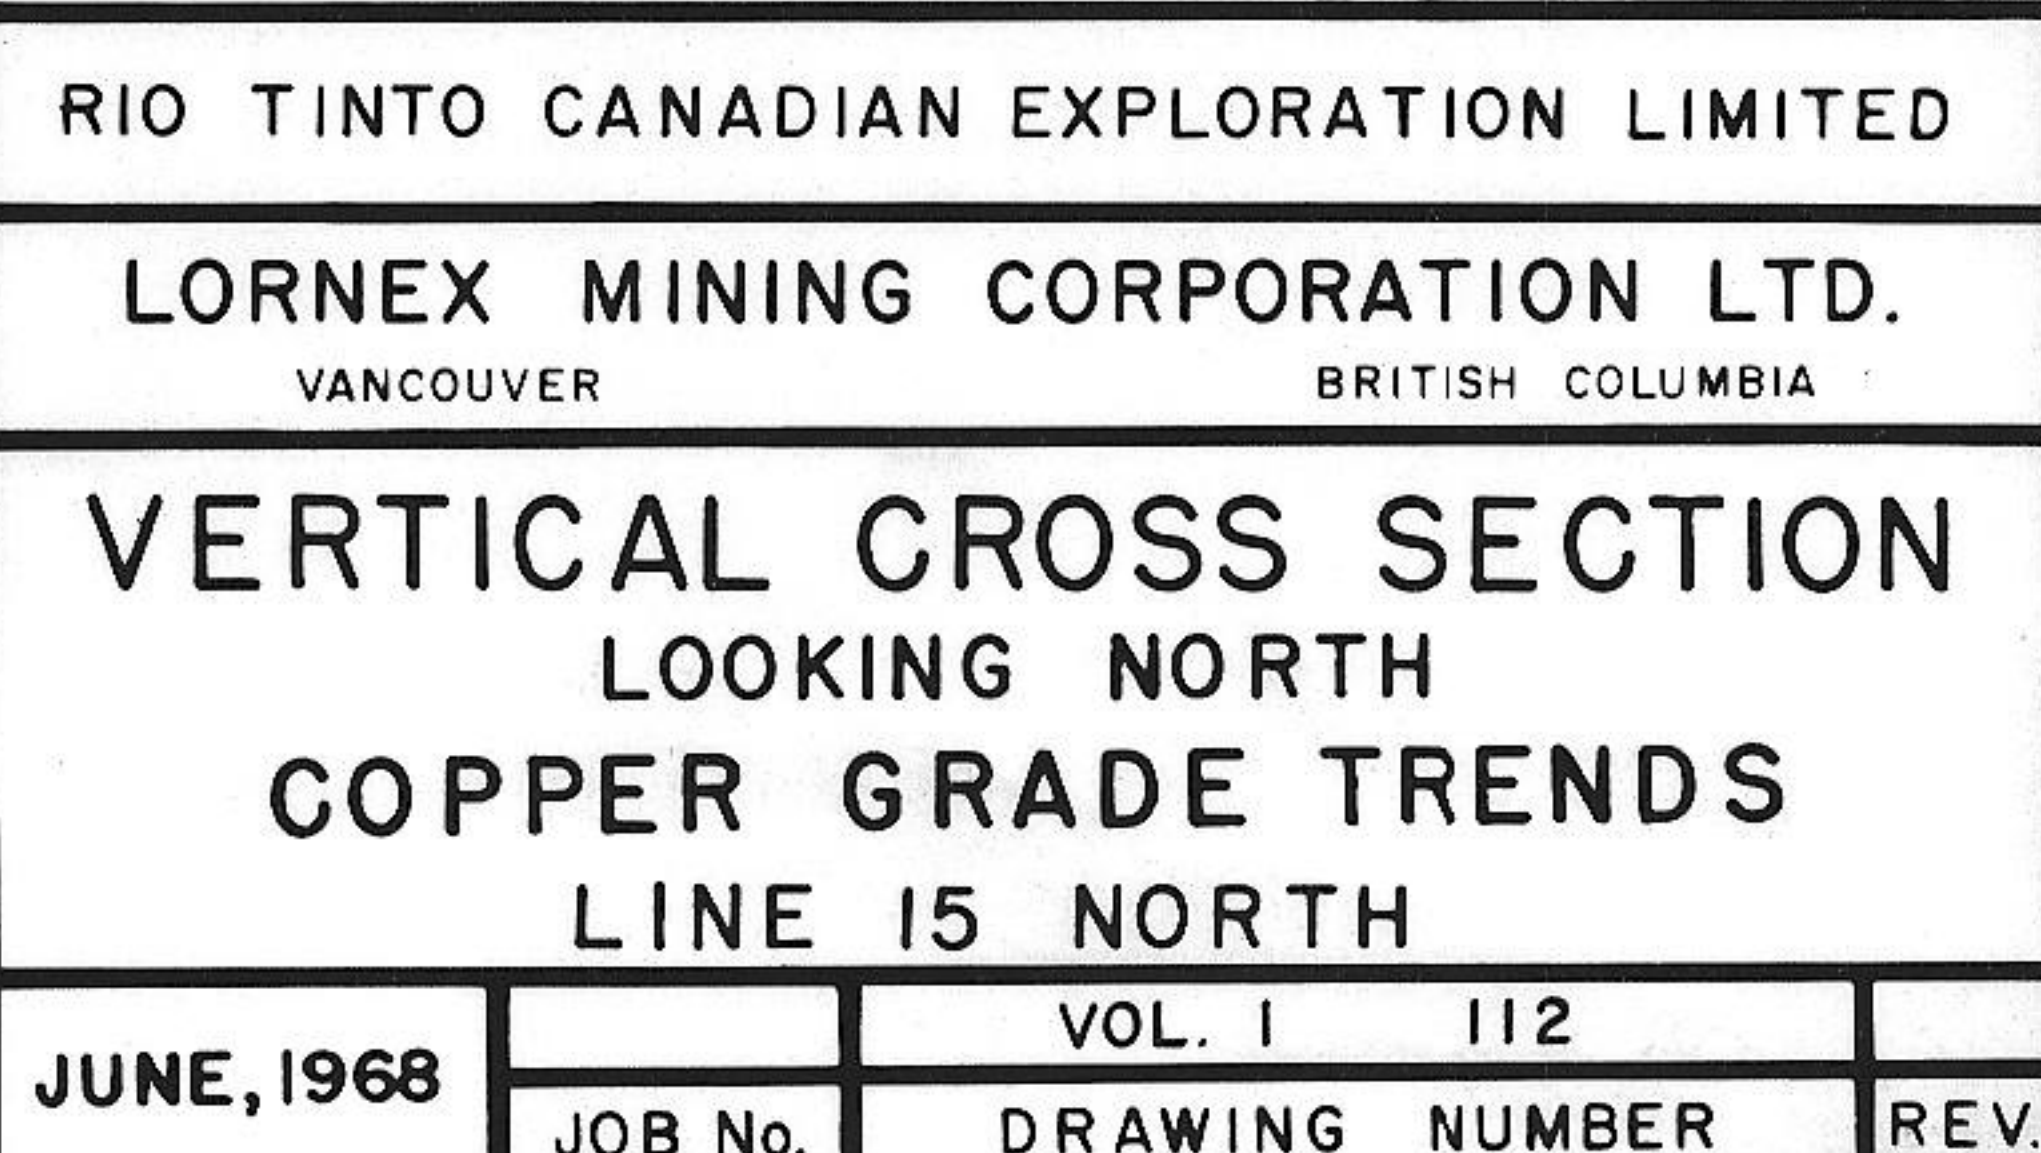 RIO TINTO CANADIAN EXPLORATION LIMITED
LORNEX MINING CORPORATION LTD.
VANCOUVER BRITISH COLUMBIA
VERTICAL CROSS SECTION
LOOKING NORTH
COPPER GRADE TRENDS
LINE 15 NORTH
JUNE, 1968
VOL. 1 112
JOB No. DRAWING NUMBER REV.